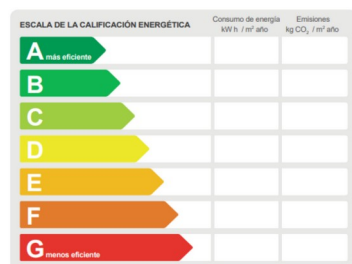 ESCALA DE LA CALIFICACIÓN ENERGÉTICA
Consumo de energía
kW h / m² año
Emisiones
kg CO₂ / m² año
A más eficiente
B
C
D
E
F
G menos eficiente